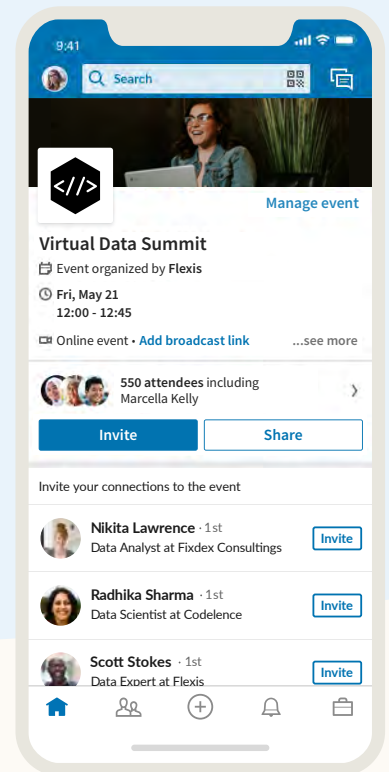 9:41
Search
</>
Manage event
Virtual Data Summit
Event organized by Flexis
Fri, May 21
12:00 - 12:45
Online event • Add broadcast link ...see more
550 attendees including
Marcella Kelly
Invite Share
Invite your connections to the event
Nikita Lawrence · 1st
Data Analyst at Fixdex Consultings
Invite
Radhika Sharma · 1st
Data Scientist at Codelence
Invite
Scott Stokes · 1st
Data Expert at Flexis
Invite